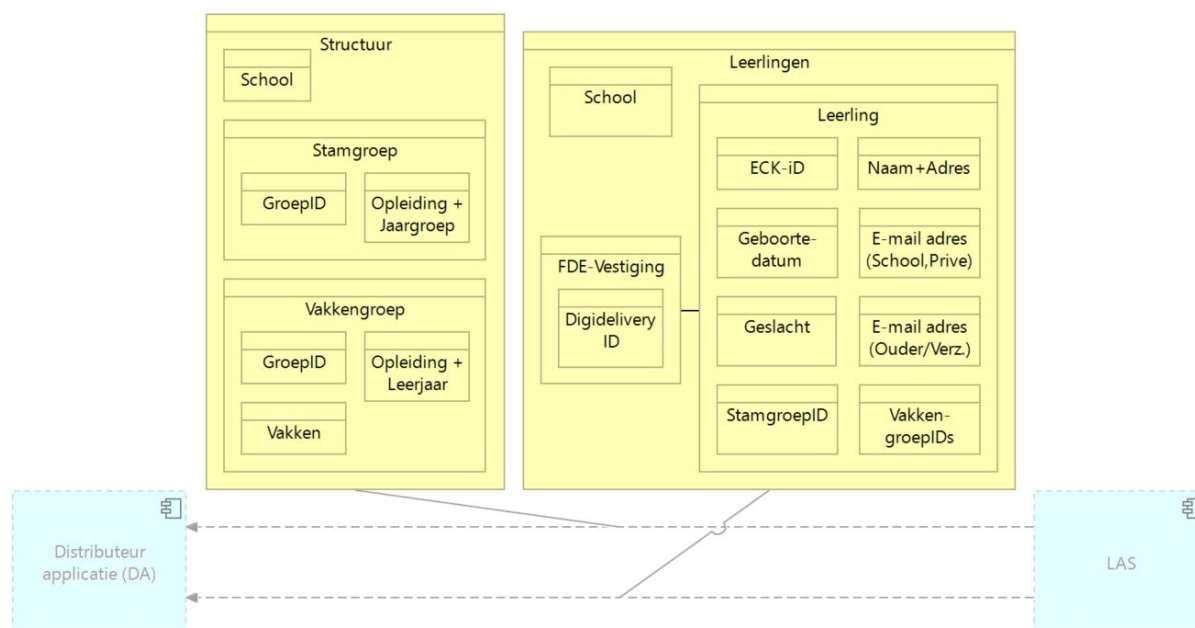 Structuur
School
Stamgroep
GroepID
Opleiding +
Jaargroep
Vakkengroep
GroepID
Opleiding +
Leerjaar
Vakken
Leerlingen
School
FDE-Vestiging
Digidelivery
ID
Leerling
ECK-iD
Naam+Adres
Geboorte-
datum
E-mail adres
(School,Prive)
Geslacht
E-mail adres
(Ouder/Verz.)
StamgroepID
Vakken-
groepIDs
Distributeur
applicatie (DA)
LAS